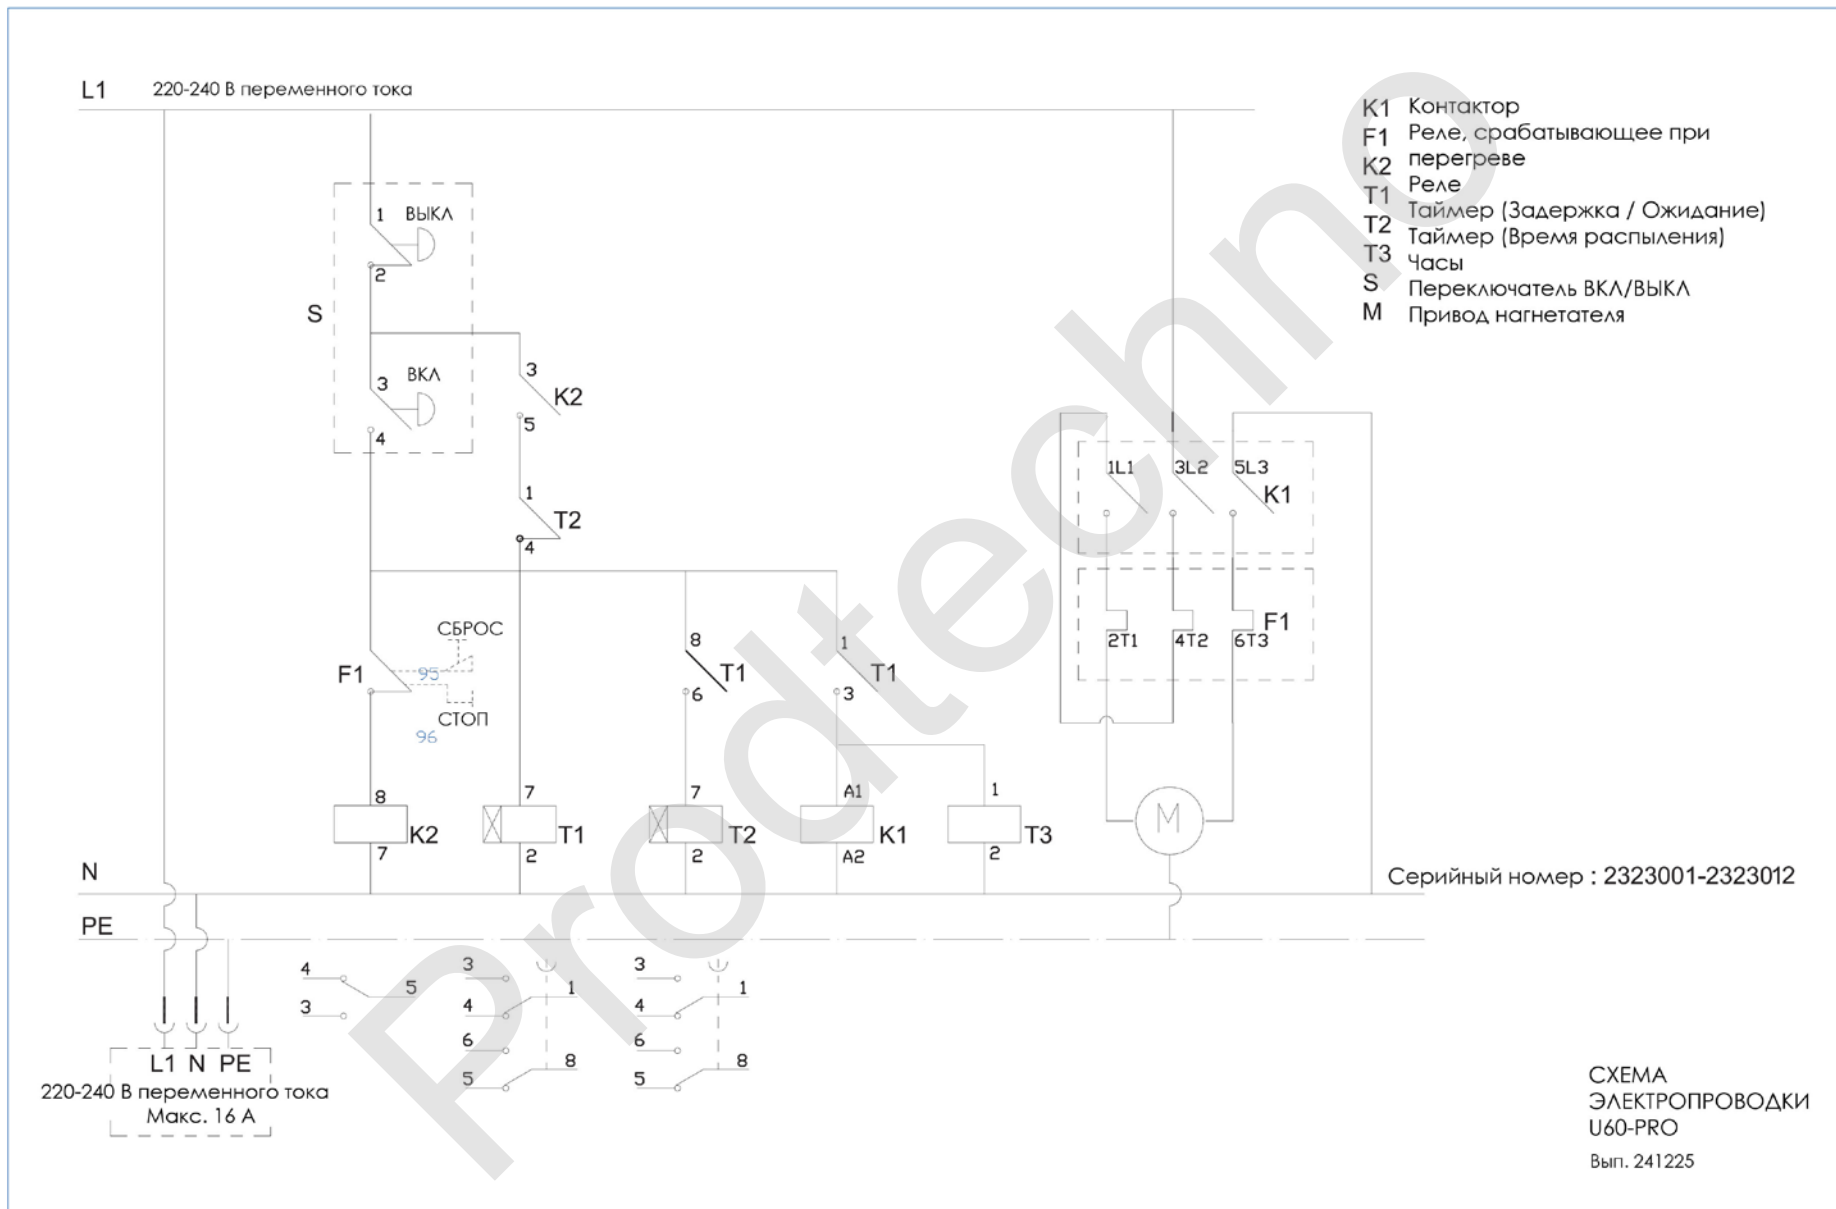 L1 220-240 В переменного тока
K1 Контактор
F1 Реле, срабатывающее при
K2 перегреве
T1 Реле
T2 Таймер (Задержка / Ожидание)
T3 Таймер (Время распыления)
Часы
S Переключатель ВКЛ/ВЫКЛ
M Привод нагнетателя
1 ВЫКЛ
2
S
3 ВКЛ
4
3
K2
5
1
T2
4
1L1 3L2 5L3
K1
2T1 4T2 6T3
F1
СБРОС
F1
95
СТОП
96
8
T1
6
1
T1
3
8 7 7 A1 1
K2 T1 T2 K1 T3
7 2 2 A2 2
M
N
Серийный номер : 2323001-2323012
PE
4 5
3
3
1
4
6
8
5
3
1
4
6
8
5
L1 N PE
220-240 В переменного тока
Макс. 16 А
СХЕМА
ЭЛЕКТРОПРОВОДКИ
U60-PRO
Вып. 241225
Prodtechno